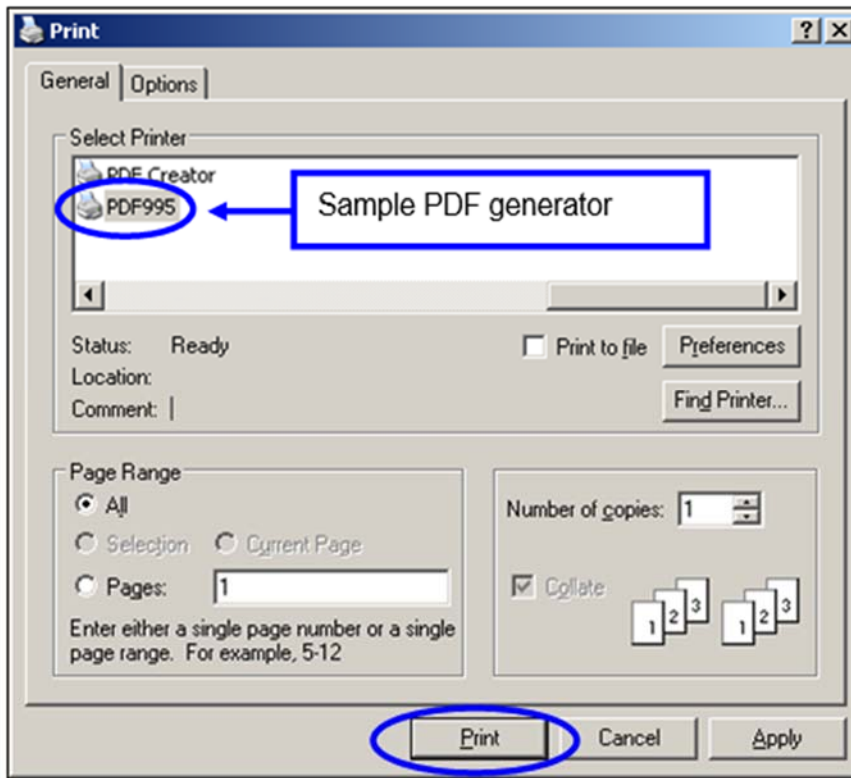 Print
General
Options
Select Printer
PDF Creator
PDF995
Sample PDF generator
Status: Ready
Location:
Comment:
Print to file
Preferences
Find Printer...
Page Range
All
Selection
Current Page
Pages: 1
Enter either a single page number or a single
page range. For example, 5-12
Number of copies: 1
Collate
1 2 3
1 2 3
Print
Cancel
Apply